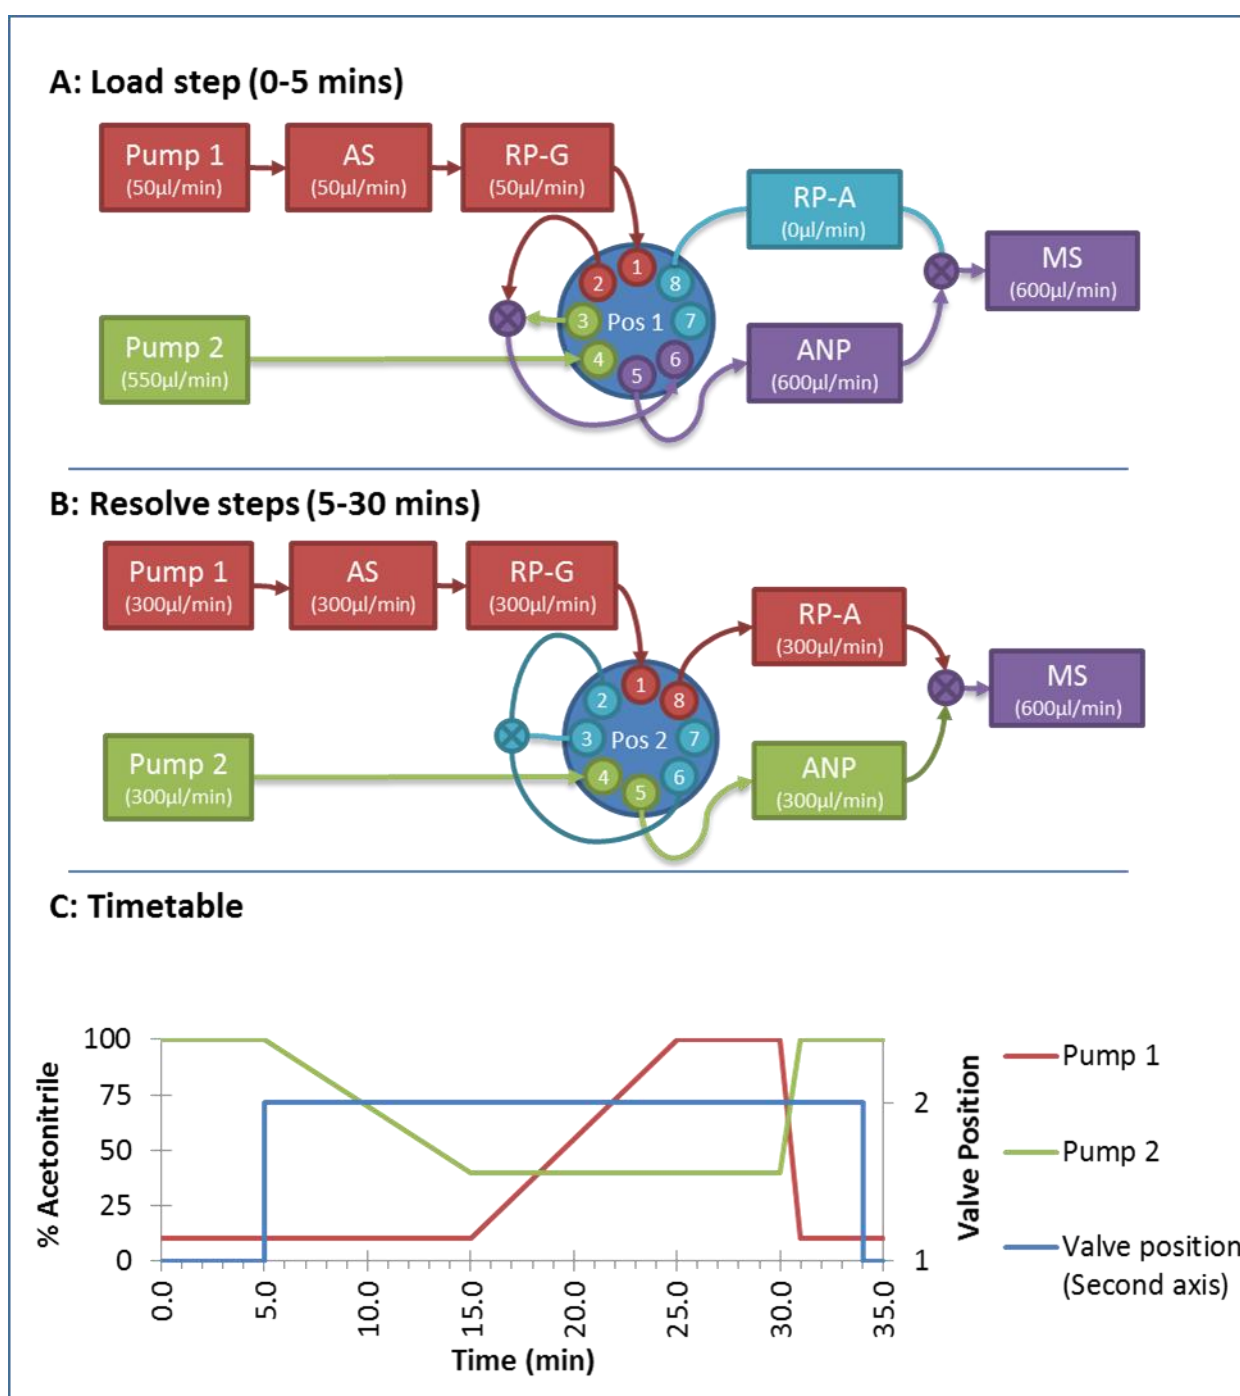 A: Load step (0-5 mins)
Pump 1
(50µl/min)
AS
(50µl/min)
RP-G
(50µl/min)
RP-A
(0µl/min)
MS
(600µl/min)
Pump 2
(550µl/min)
ANP
(600µl/min)
1
2
3
4
5
6
7
8
Pos 1
B: Resolve steps (5-30 mins)
Pump 1
(300µl/min)
AS
(300µl/min)
RP-G
(300µl/min)
RP-A
(300µl/min)
MS
(600µl/min)
Pump 2
(300µl/min)
ANP
(300µl/min)
1
2
3
4
5
6
7
8
Pos 2
C: Timetable
% Acetonitrile
100
75
50
25
0
0.0
5.0
10.0
15.0
20.0
25.0
30.0
35.0
Time (min)
2
1
Valve Position
Pump 1
Pump 2
Valve position
(Second axis)